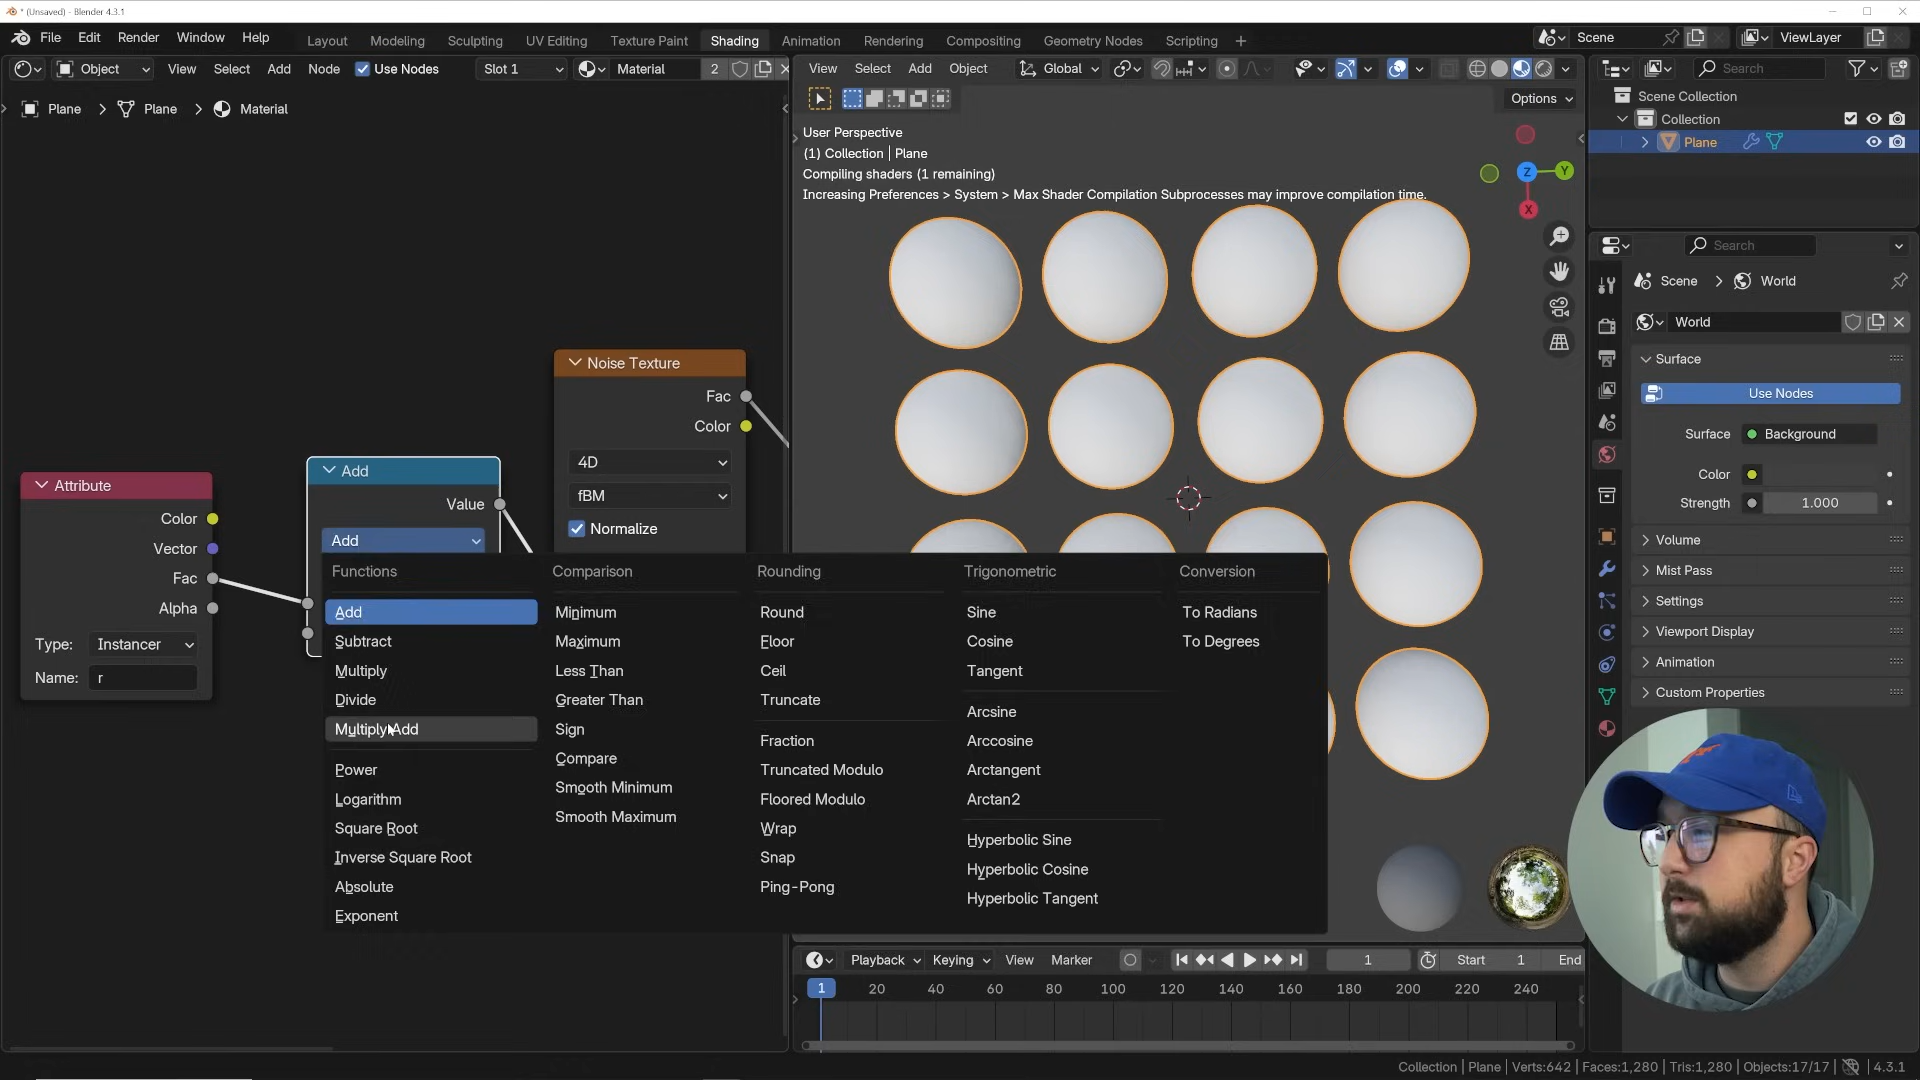 * (Unsaved) - Blender 4.3.1
File Edit Render Window Help
Layout Modeling Sculpting UV Editing Texture Paint Shading Animation Rendering Compositing Geometry Nodes Scripting +
Scene
ViewLayer
Object View Select Add Node Use Nodes Slot 1 Material 2
View Select Add Object Global
Search
Options
Plane > Plane > Material
Scene Collection
Collection
Plane
User Perspective
(1) Collection | Plane
Compiling shaders (1 remaining)
Increasing Preferences > System > Max Shader Compilation Subprocesses may improve compilation time.
Z
Y
X
Search
Scene > World
World
Surface
Use Nodes
Surface Background
Color
Strength 1.000
Volume
Mist Pass
Settings
Viewport Display
Animation
Custom Properties
Noise Texture
Fac
Color
4D
fBM
Normalize
Attribute
Color
Vector
Fac
Alpha
Type: Instancer
Name: r
Add
Value
Add
Functions
Add
Subtract
Multiply
Divide
Multiply Add
Power
Logarithm
Square Root
Inverse Square Root
Absolute
Exponent
Comparison
Minimum
Maximum
Less Than
Greater Than
Sign
Compare
Smooth Minimum
Smooth Maximum
Rounding
Round
Floor
Ceil
Truncate
Fraction
Truncated Modulo
Floored Modulo
Wrap
Snap
Ping-Pong
Trigonometric
Sine
Cosine
Tangent
Arcsine
Arccosine
Arctangent
Arctan2
Hyperbolic Sine
Hyperbolic Cosine
Hyperbolic Tangent
Conversion
To Radians
To Degrees
Playback Keying View Marker 1 Start 1 End
1 20 40 60 80 100 120 140 160 180 200 220 240
Collection | Plane | Verts:642 | Faces:1,280 | Tris:1,280 | Objects:17/17 | 4.3.1